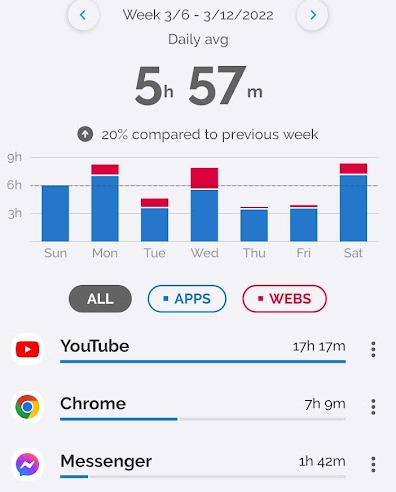 Week 3/6 - 3/12/2022
Daily avg
5h 57m
20% compared to previous week
9h
6h
3h
Sun Mon Tue Wed Thu Fri Sat
ALL APPS WEBS
YouTube 17h 17m
Chrome 7h 9m
Messenger 1h 42m